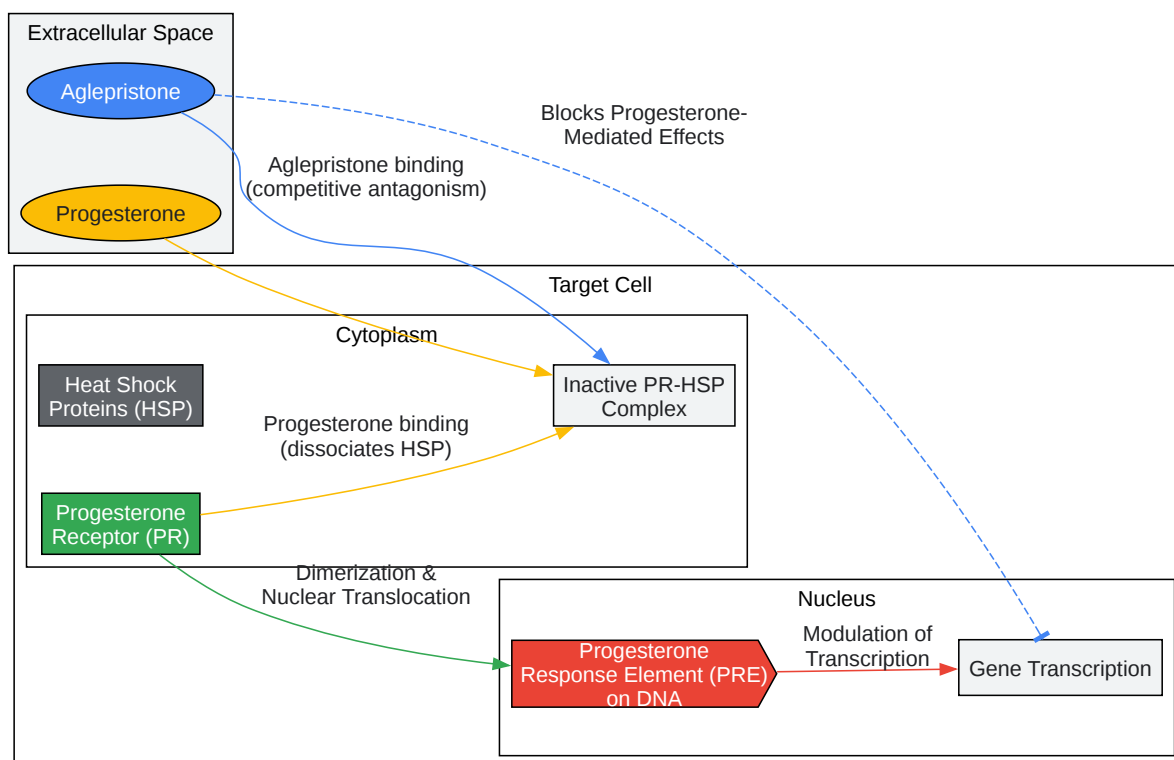 Extracellular Space
Aglepristone
Blocks Progesterone-
Mediated Effects
Aglepristone binding
(competitive antagonism)
Progesterone
Target Cell
Cytoplasm
Heat Shock
Proteins (HSP)
Inactive PR-HSP
Complex
Progesterone binding
(dissociates HSP)
Progesterone
Receptor (PR)
Dimerization &
Nuclear Translocation
Nucleus
Progesterone
Response Element (PRE)
on DNA
Modulation of
Transcription
Gene Transcription